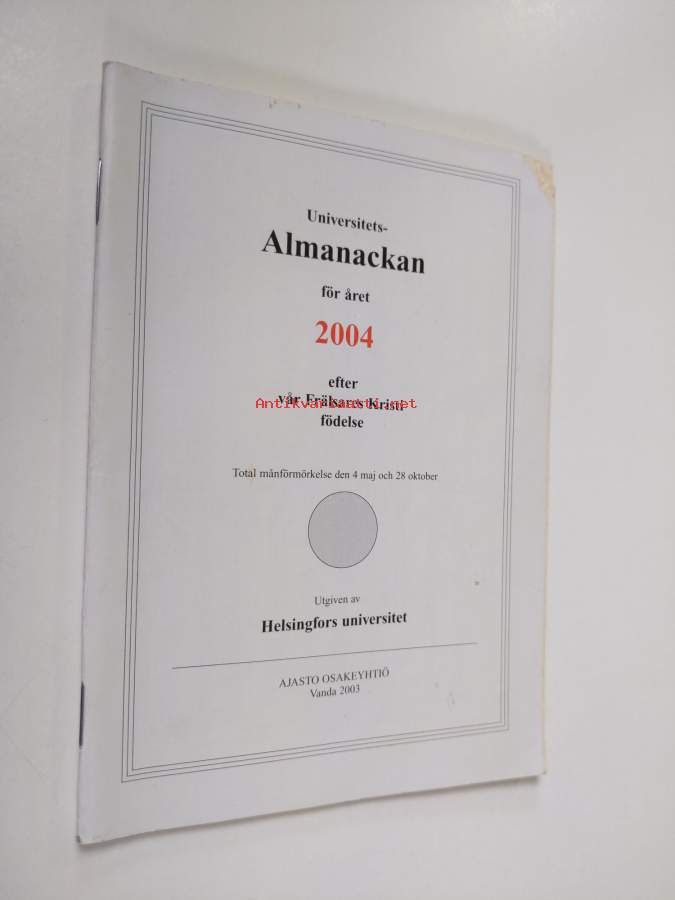 Universitets-
Almanackan
för året
2004
efter
vår Frälsares Kristi
Antikvariaatti.net
födelse
Total månförmörkelse den 4 maj och 28 oktober
Utgiven av
Helsingfors universitet
AJASTO OSAKEYHTIÖ
Vanda 2003